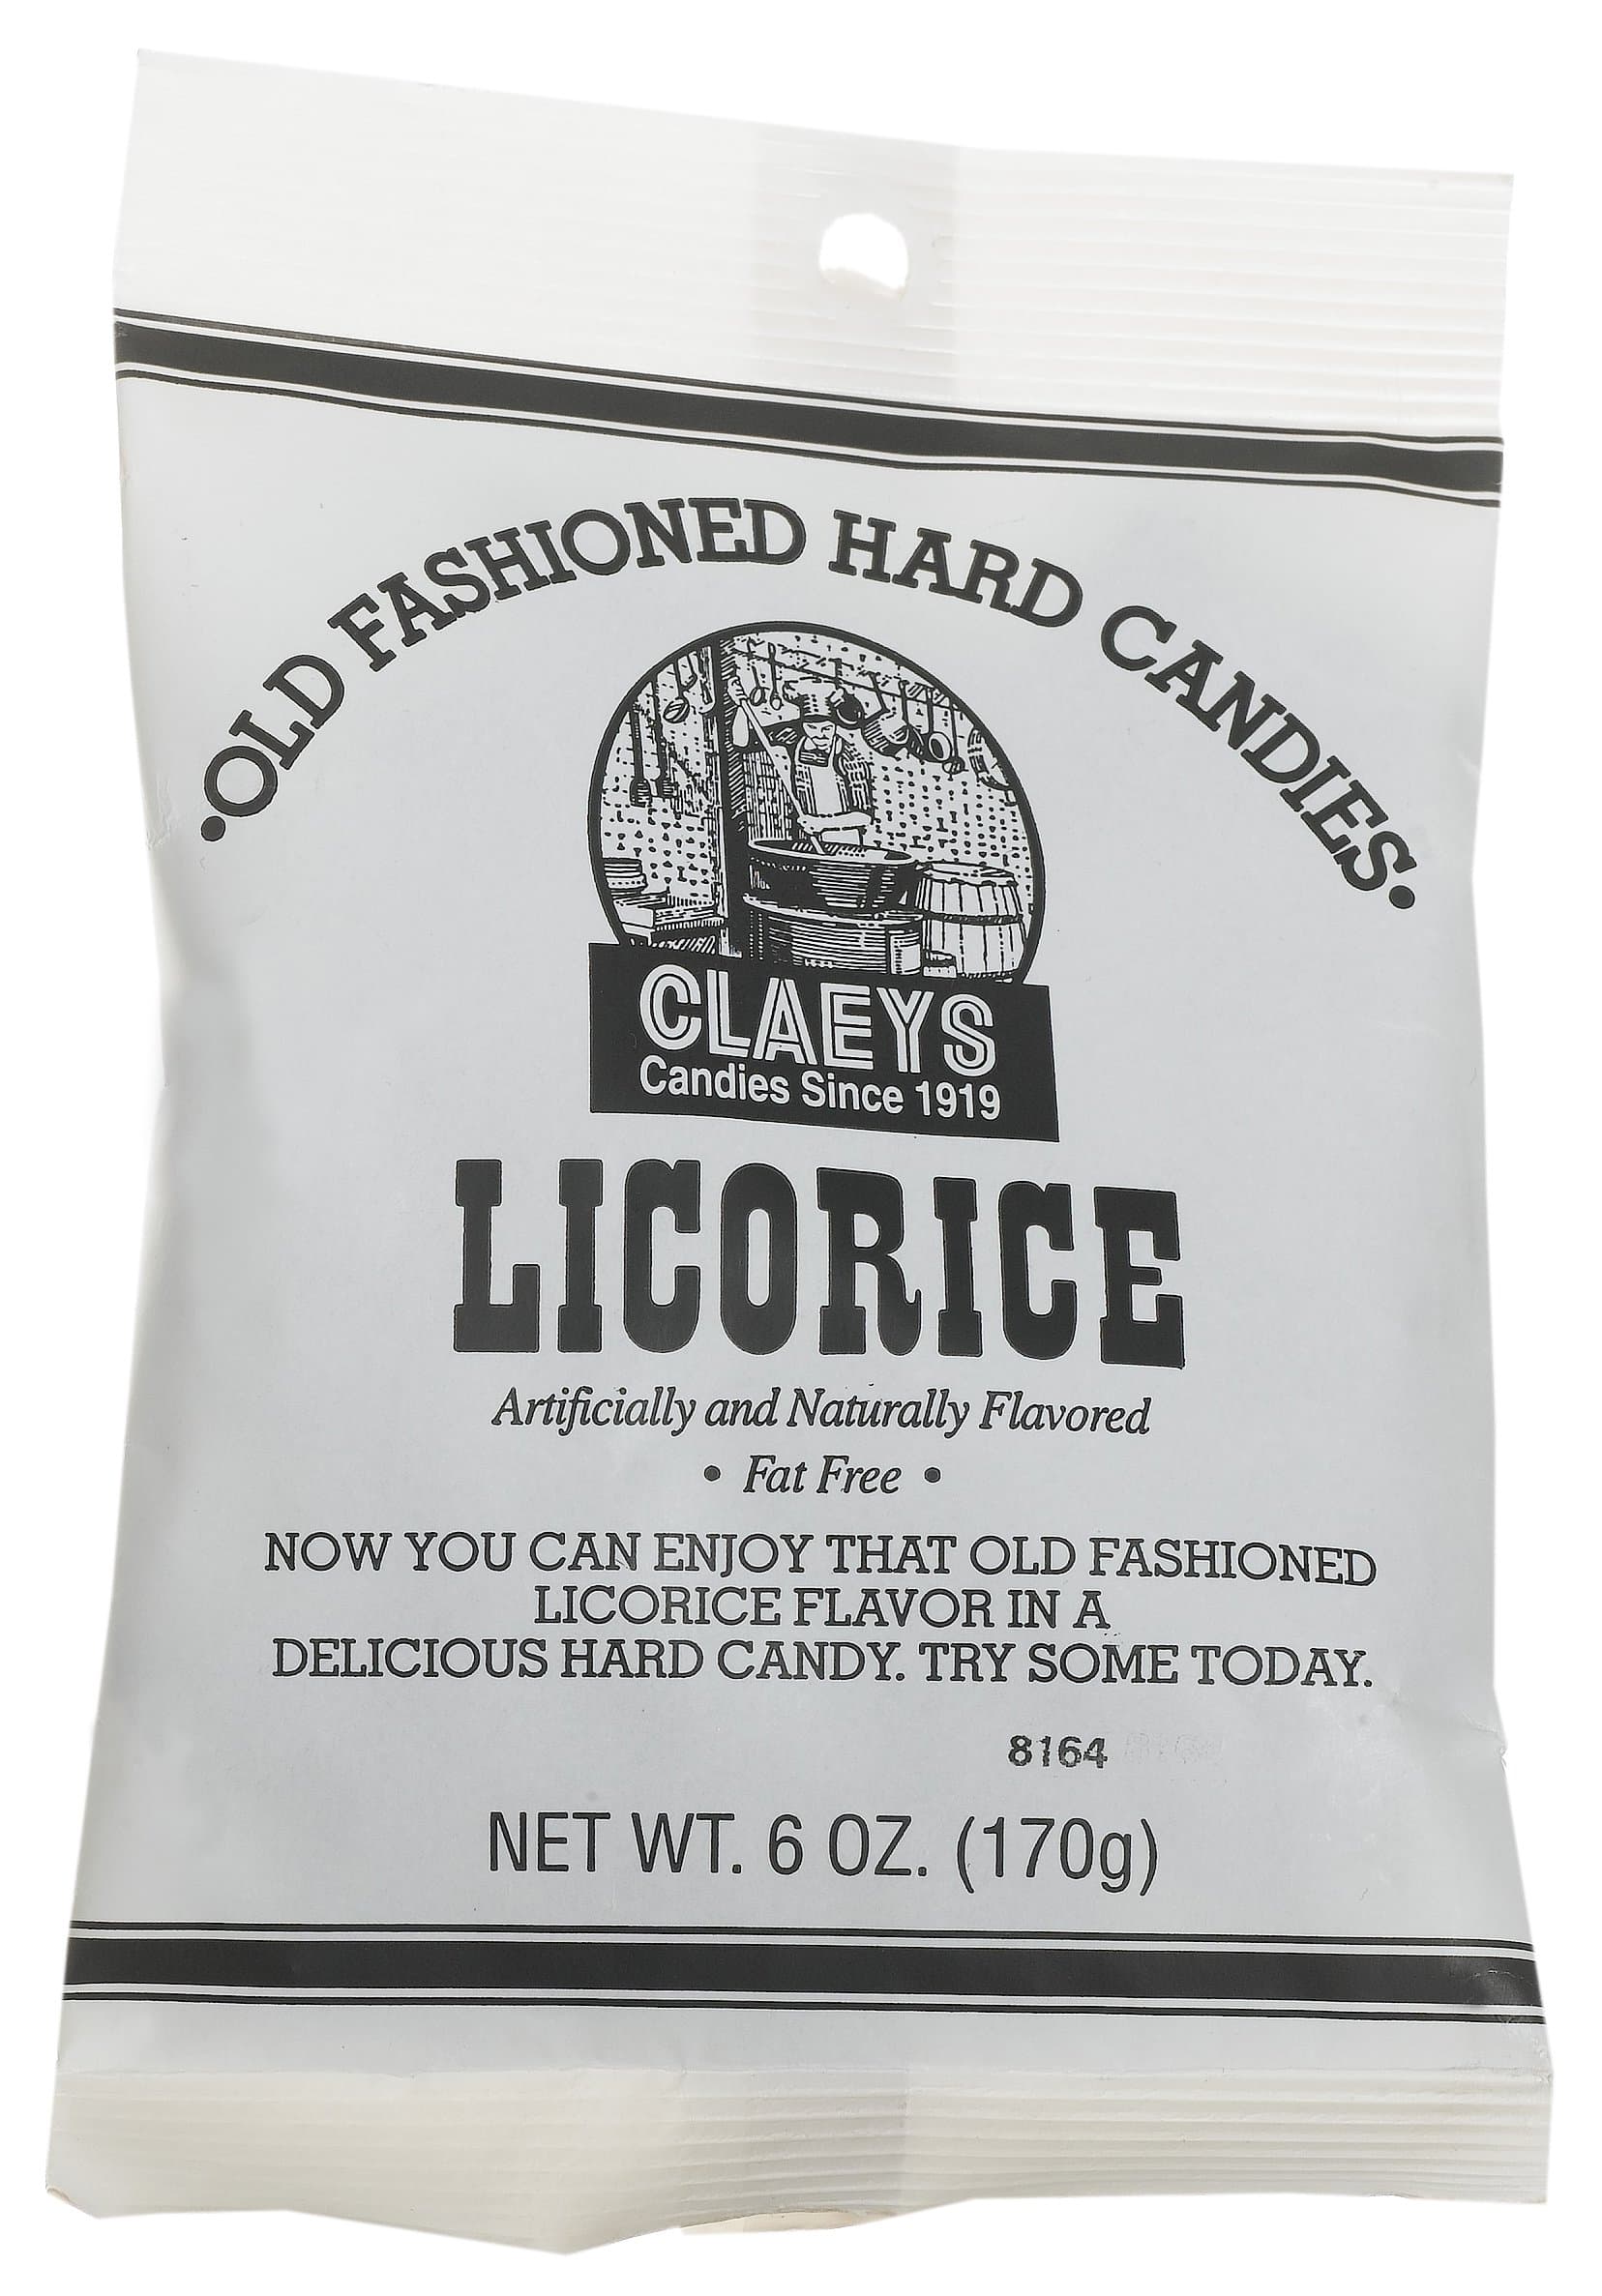 •OLD FASHIONED HARD CANDIES•
CLAEYS
Candies Since 1919
LICORICE
Artificially and Naturally Flavored
• Fat Free •
NOW YOU CAN ENJOY THAT OLD FASHIONED
LICORICE FLAVOR IN A
DELICIOUS HARD CANDY. TRY SOME TODAY.
8164
NET WT. 6 OZ. (170g)